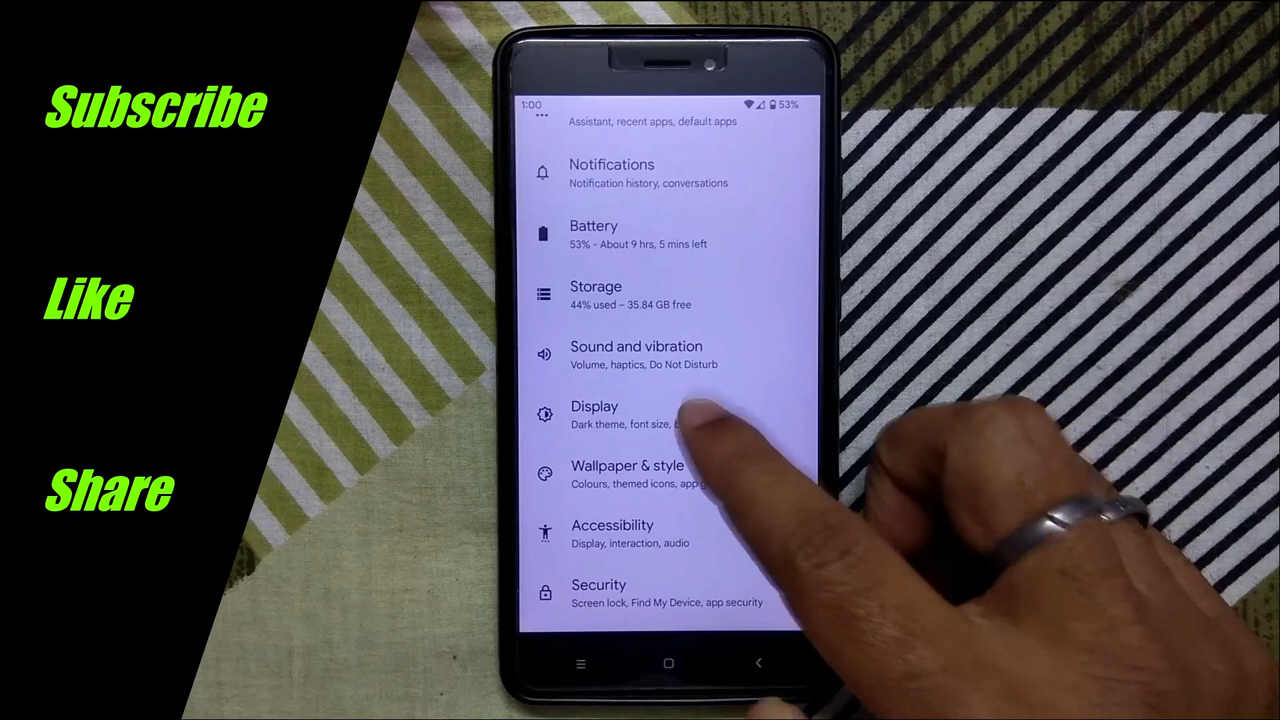 Subscribe
Like
Share
1:00 53%
Assistant, recent apps, default apps
Notifications
Notification history, conversations
Battery
53% - About 9 hrs, 5 mins left
Storage
44% used – 35.84 GB free
Sound and vibration
Volume, haptics, Do Not Disturb
Display
Dark theme, font size,
Wallpaper & style
Colours, themed icons, app
Accessibility
Display, interaction, audio
Security
Screen lock, Find My Device, app security